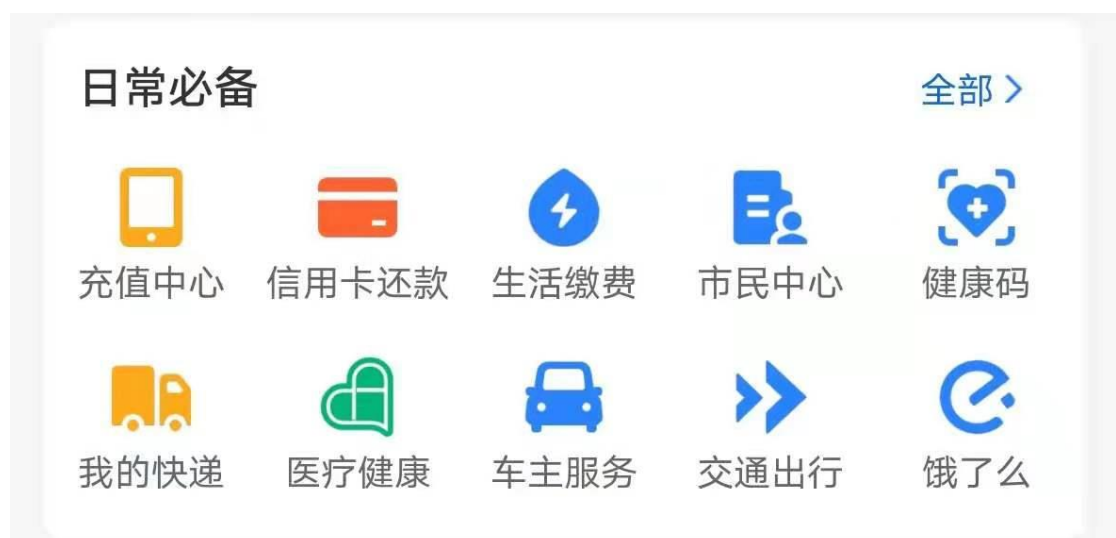 日常必备
全部 >
充值中心 信用卡还款 生活缴费 市民中心 健康码
我的快递 医疗健康 车主服务 交通出行 饿了么